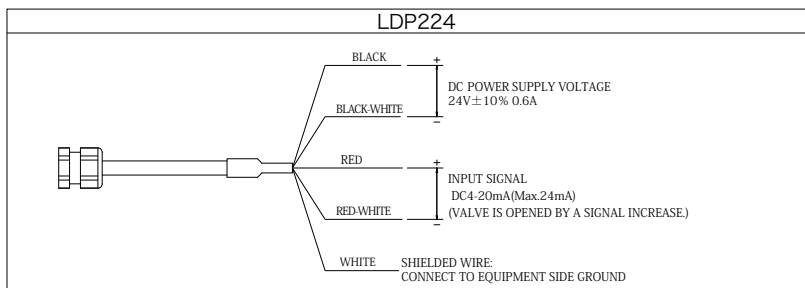 LDP224
BLACK
+
DC POWER SUPPLY VOLTAGE
24V±10% 0.6A
BLACK-WHITE
−
RED
+
INPUT SIGNAL
DC4-20mA(Max.24mA)
(VALVE IS OPENED BY A SIGNAL INCREASE.)
RED-WHITE
−
WHITE
SHIELDED WIRE:
CONNECT TO EQUIPMENT SIDE GROUND